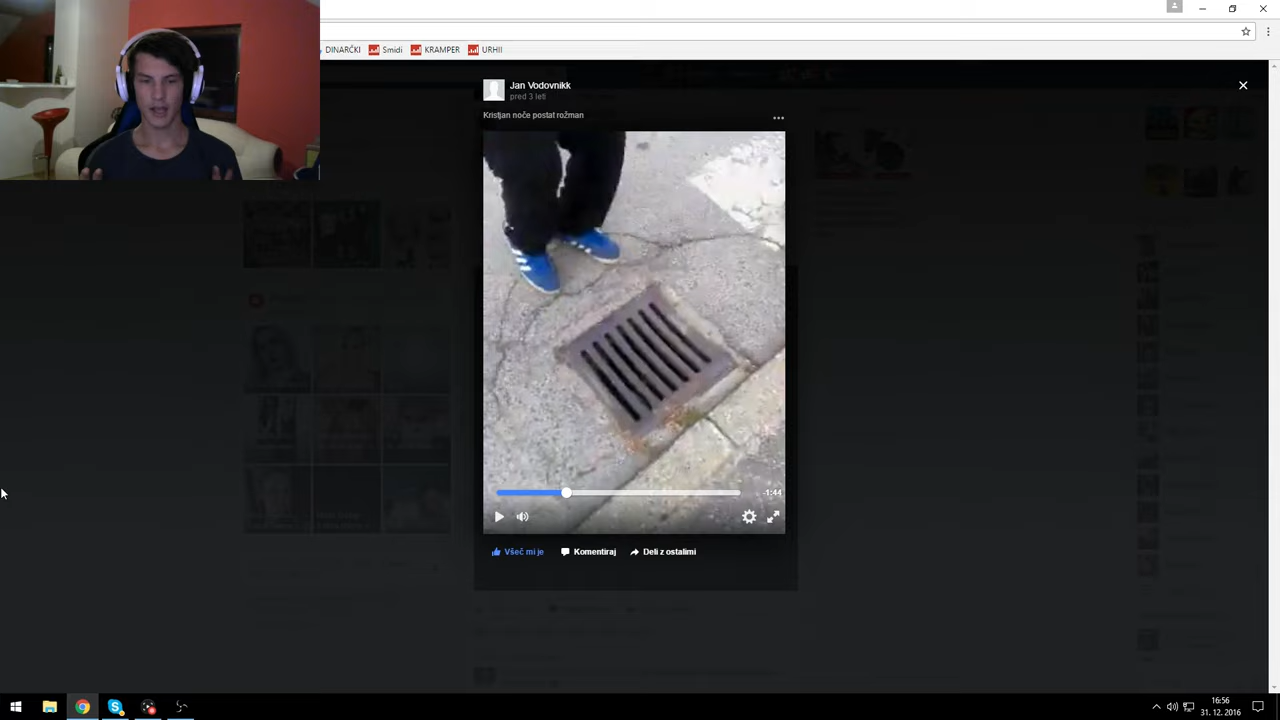 DINARČKI Smidi KRAMPER URHII
Jan Vodovnikk
pred 3 leti
Kristjan noče postat rožman
-1:44
Všeč mi je Komentiraj Deli z ostalimi
16:56
31. 12. 2016